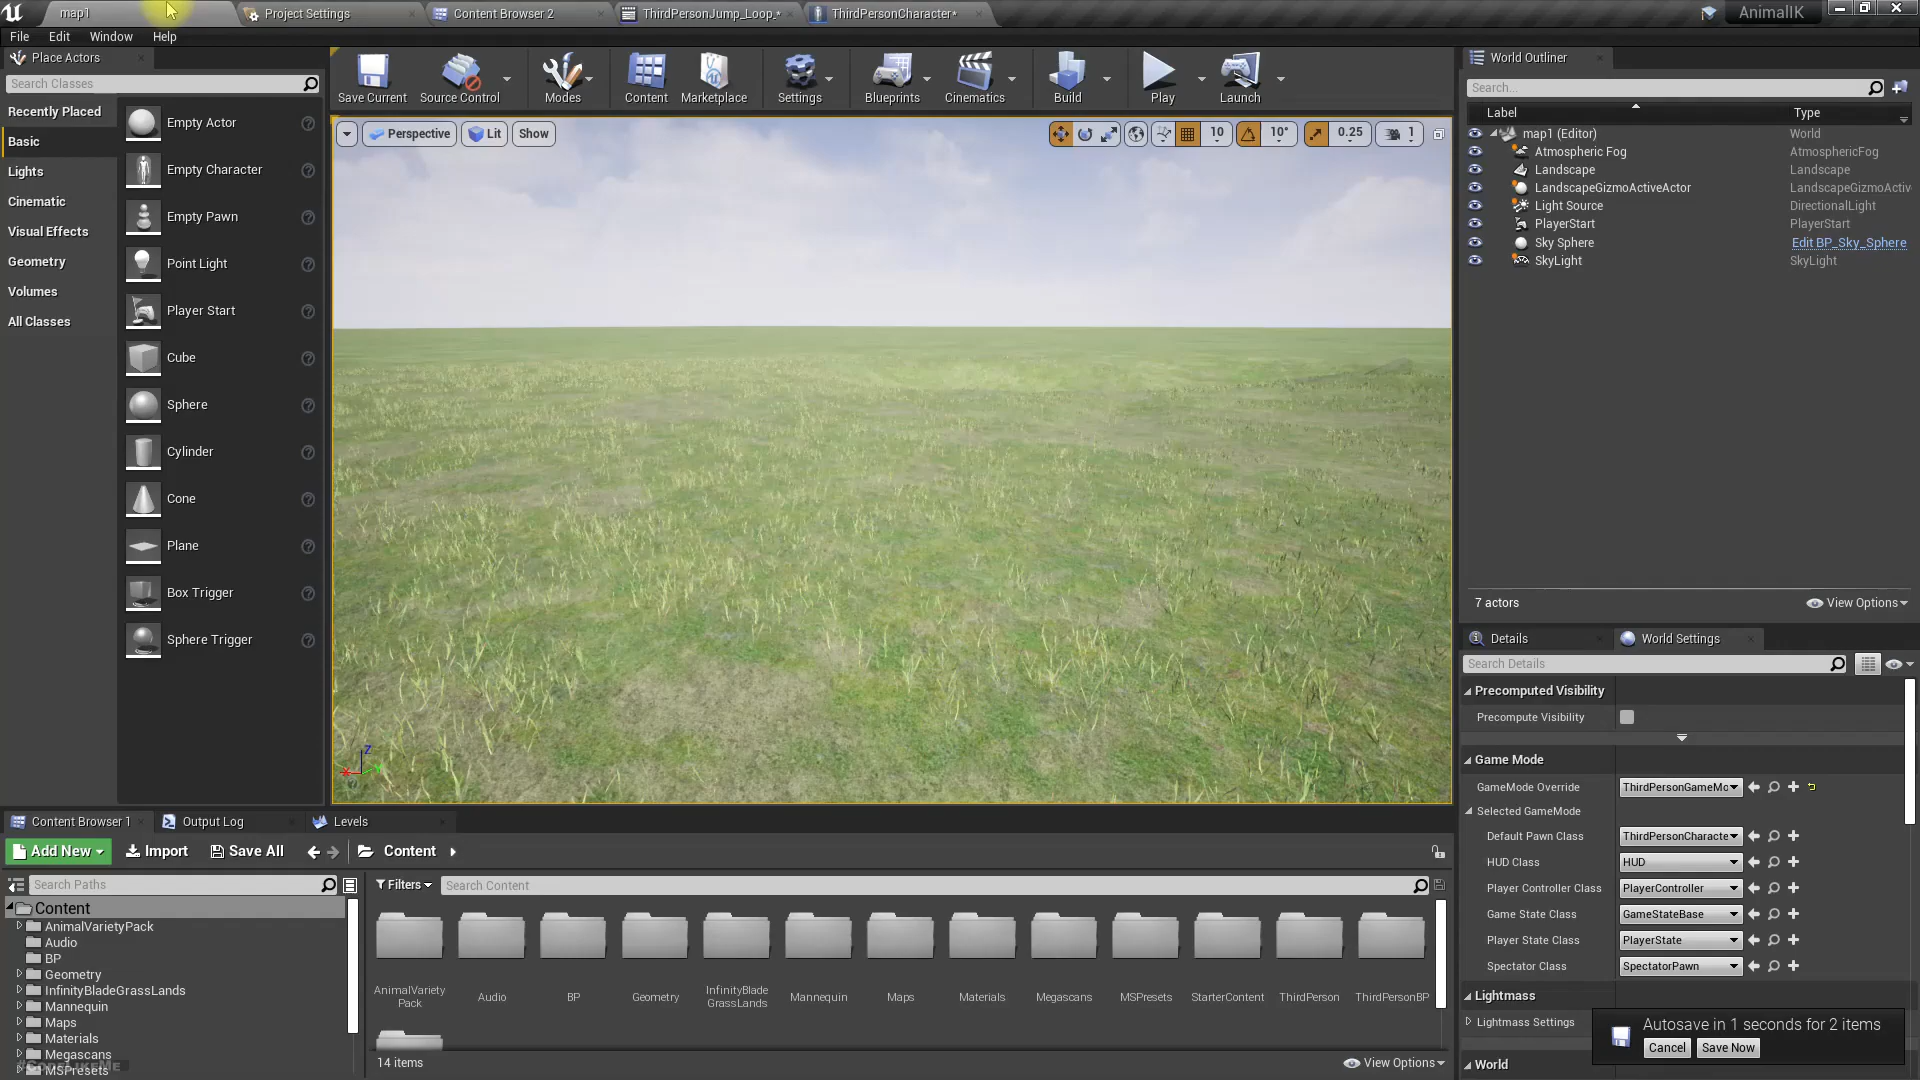 map1
Project Settings
Content Browser 2
ThirdPersonJump_Loop_*
ThirdPersonCharacter*
AnimalIK
File Edit Window Help
Place Actors
Search Classes
Recently Placed
Basic
Lights
Cinematic
Visual Effects
Geometry
Volumes
All Classes
Empty Actor
Empty Character
Empty Pawn
Point Light
Player Start
Cube
Sphere
Cylinder
Cone
Plane
Box Trigger
Sphere Trigger
Save Current
Source Control
Modes
Content
Marketplace
Settings
Blueprints
Cinematics
Build
Play
Launch
Perspective
Lit
Show
10
10°
0.25
1
Z
World Outliner
Search...
Label Type
map1 (Editor) World
Atmospheric Fog AtmosphericFog
Landscape Landscape
LandscapeGizmoActiveActor LandscapeGizmoActiv
Light Source DirectionalLight
PlayerStart PlayerStart
Sky Sphere Edit BP_Sky_Sphere
SkyLight SkyLight
7 actors
View Options
Details
World Settings
Search Details
Precomputed Visibility
Precompute Visibility
Game Mode
GameMode Override ThirdPersonGameMo
Selected GameMode
Default Pawn Class ThirdPersonCharacte
HUD Class HUD
Player Controller Class PlayerController
Game State Class GameStateBase
Player State Class PlayerState
Spectator Class SpectatorPawn
Lightmass
Lightmass Settings
World
Autosave in 1 seconds for 2 items
Cancel
Save Now
Content Browser 1
Output Log
Levels
Add New
Import
Save All
Content
Search Paths
Filters
Search Content
Content
AnimalVarietyPack
Audio
BP
Geometry
InfinityBladeGrassLands
Mannequin
Maps
Materials
Megascans
MSPresets
#CodeLikeMe
AnimalVariety
Pack
Audio
BP
Geometry
InfinityBlade
GrassLands
Mannequin
Maps
Materials
Megascans
MSPresets
StarterContent
ThirdPerson
ThirdPersonBP
14 items
View Options